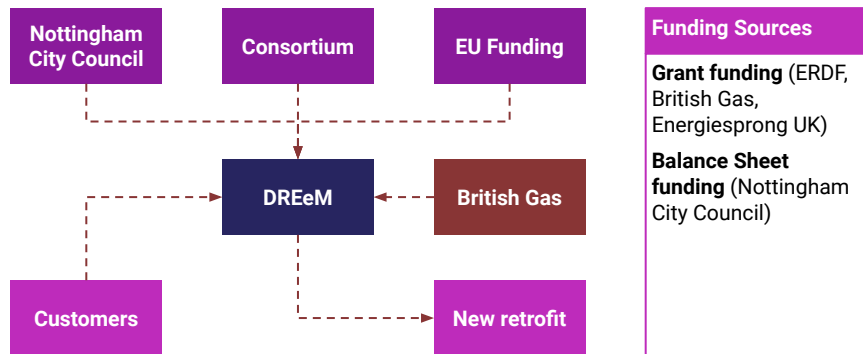 Nottingham
City Council
Consortium
EU Funding
Funding Sources
Grant funding (ERDF,
British Gas,
Energiesprong UK)
Balance Sheet
funding (Nottingham
City Council)
DREeM
British Gas
Customers
New retrofit